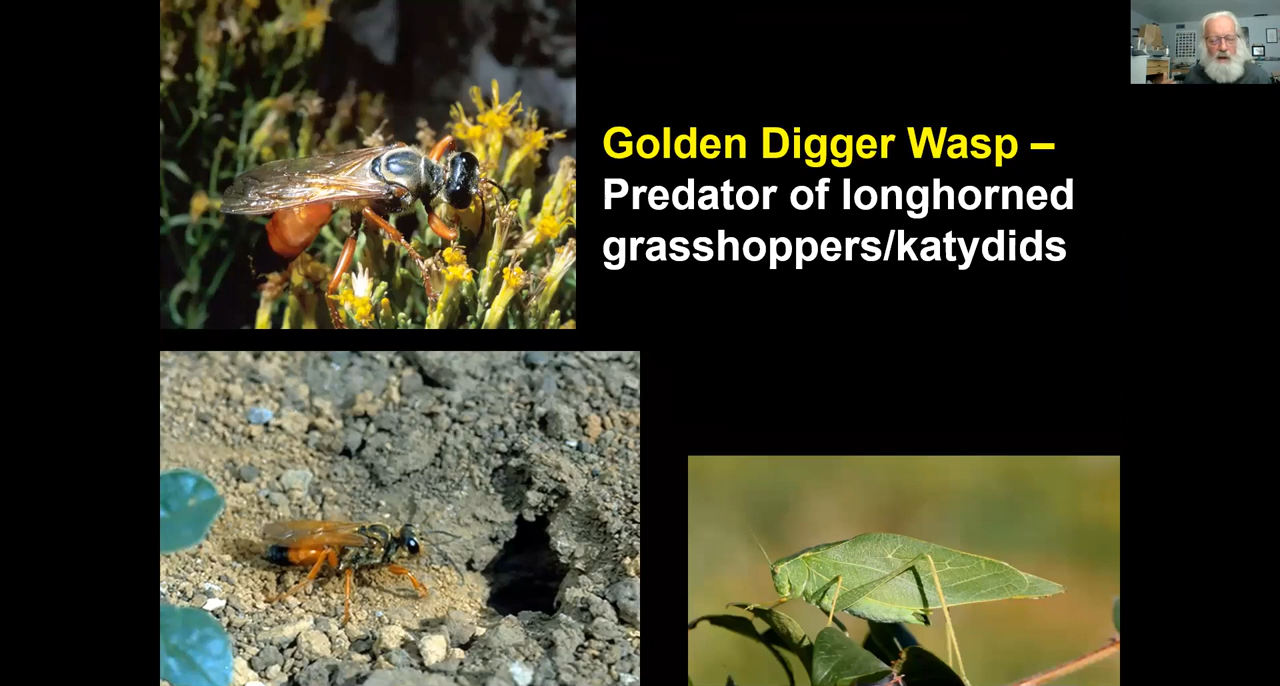 Golden Digger Wasp –
Predator of longhorned
grasshoppers/katydids